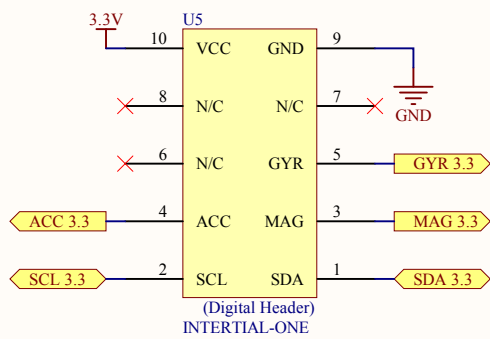 3.3V
U5
10 VCC GND 9
8 N/C N/C 7
GND
6 N/C GYR 5 GYR 3.3
ACC 3.3 4 ACC MAG 3 MAG 3.3
SCL 3.3 2 SCL SDA 1 SDA 3.3
(Digital Header)
INTERTIAL-ONE